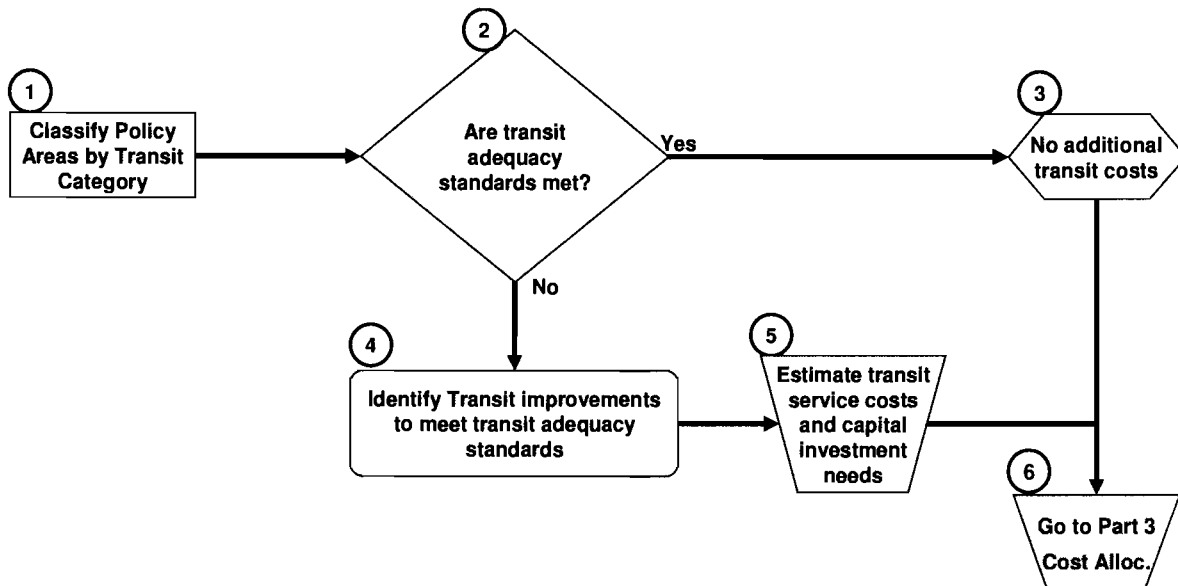 1
Classify Policy
Areas by Transit
Category
2
Are transit
adequacy
standards met?
Yes
No
3
No additional
transit costs
4
Identify Transit improvements
to meet transit adequacy
standards
5
Estimate transit
service costs
and capital
investment
needs
6
Go to Part 3
Cost Alloc.